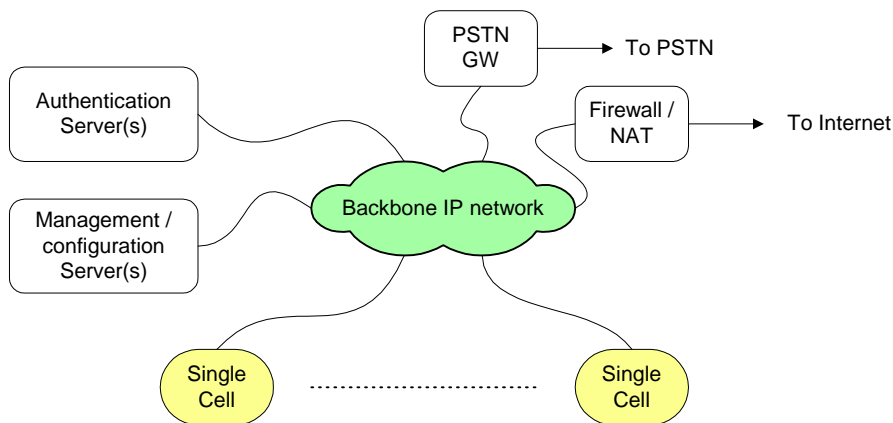 PSTN
GW
To PSTN
Authentication
Server(s)
Firewall /
NAT
To Internet
Backbone IP network
Management /
configuration
Server(s)
Single
Cell
Single
Cell